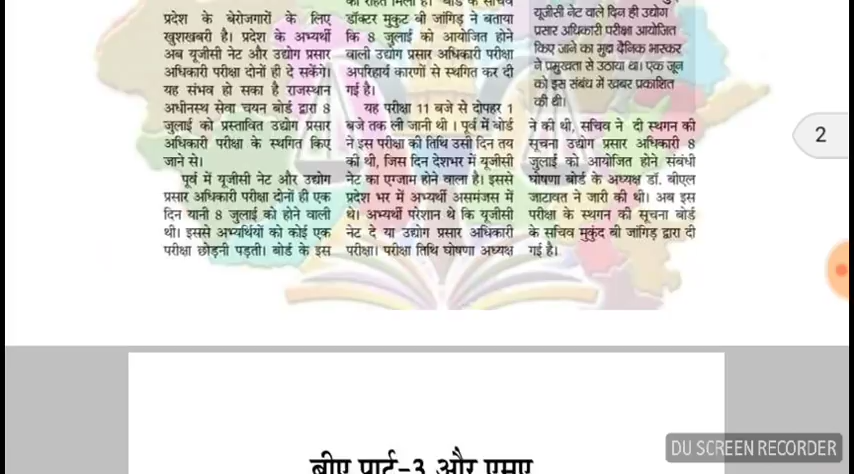 प्रदेश के बेरोजगारों के लिए
खुशखबरी है। प्रदेश के अभ्यर्थी
अब यूजीसी नेट और उद्योग प्रसार
अधिकारी परीक्षा दोनों ही दे सकेंगे।
यह संभव हो सका है राजस्थान
अधीनस्थ सेवा चयन बोर्ड द्वारा 8
जुलाई को प्रस्तावित उद्योग प्रसार
अधिकारी परीक्षा के स्थगित किए
जाने से।
पूर्व में यूजीसी नेट और उद्योग
प्रसार अधिकारी परीक्षा दोनों ही एक
दिन यानी 8 जुलाई को होने वाली
थी। इससे अभ्यर्थियों को कोई एक
परीक्षा छोड़नी पड़ती। बोर्ड के इस
को राहत मिली है। बोर्ड के सचिव
डॉक्टर मुकुट बी जांगिड़ ने बताया
कि 8 जुलाई को आयोजित होने
वाली उद्योग प्रसार अधिकारी परीक्षा
अपरिहार्य कारणों से स्थगित कर दी
गई है।
यह परीक्षा 11 बजे से दोपहर 1
बजे तक ली जानी थी। पूर्व में बोर्ड
ने इस परीक्षा की तिथि उसी दिन तय
की थी, जिस दिन देशभर में यूजीसी
नेट का एग्जाम होने वाला है। इससे
प्रदेश भर में अभ्यर्थी असमंजस में
थे। अभ्यर्थी परेशान थे कि यूजीसी
नेट दे या उद्योग प्रसार अधिकारी
परीक्षा। परीक्षा तिथि घोषणा अध्यक्ष
यूजीसी नेट वाले दिन ही उद्योग
प्रसार अधिकारी परीक्षा आयोजित
किए जाने का मुद्दा दैनिक भास्कर
ने प्रमुखता से उठाया था। एक जून
को इस संबंध में खबर प्रकाशित
की थी।
ने की थी, सचिव ने दी स्थगन की
सूचना उद्योग प्रसार अधिकारी 8
जुलाई को आयोजित होने संबंधी
घोषणा बोर्ड के अध्यक्ष डॉ. बीएल
जाटावत ने जारी की थी। अब इस
परीक्षा के स्थगन की सूचना बोर्ड
के सचिव मुकुंद बी जांगिड़ द्वारा दी
गई है।
2
बीए पार्ट-3 और एमए
DU SCREEN RECORDER